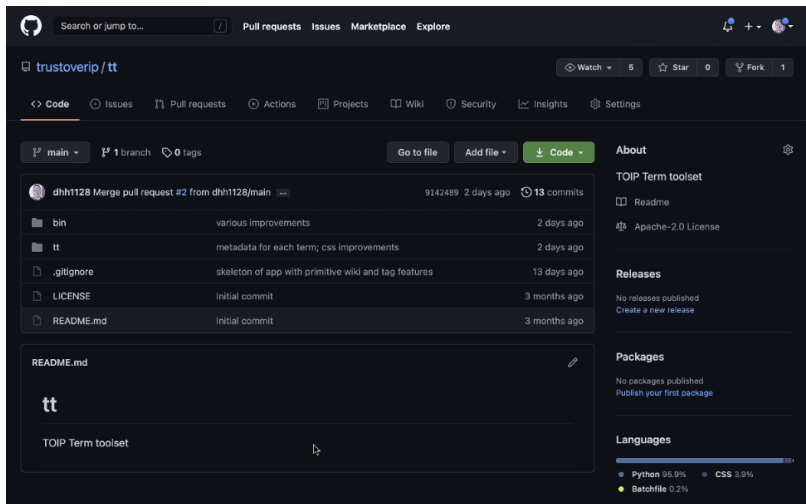 Search or jump to... /
Pull requests Issues Marketplace Explore
trustoverip / tt
Watch 5 Star 0 Fork 1
<> Code Issues Pull requests Actions Projects Wiki Security Insights Settings
main 1 branch 0 tags Go to file Add file Code
dhh1128 Merge pull request #2 from dhh1128/main ... 9142489 2 days ago 13 commits
bin various improvements 2 days ago
tt metadata for each term; css improvements 2 days ago
.gitignore skeleton of app with primitive wiki and tag features 13 days ago
LICENSE Initial commit 3 months ago
README.md Initial commit 3 months ago
README.md
tt
TOIP Term toolset
About
TOIP Term toolset
Readme
Apache-2.0 License
Releases
No releases published
Create a new release
Packages
No packages published
Publish your first package
Languages
Python 95.9% CSS 3.9%
Batchfile 0.2%